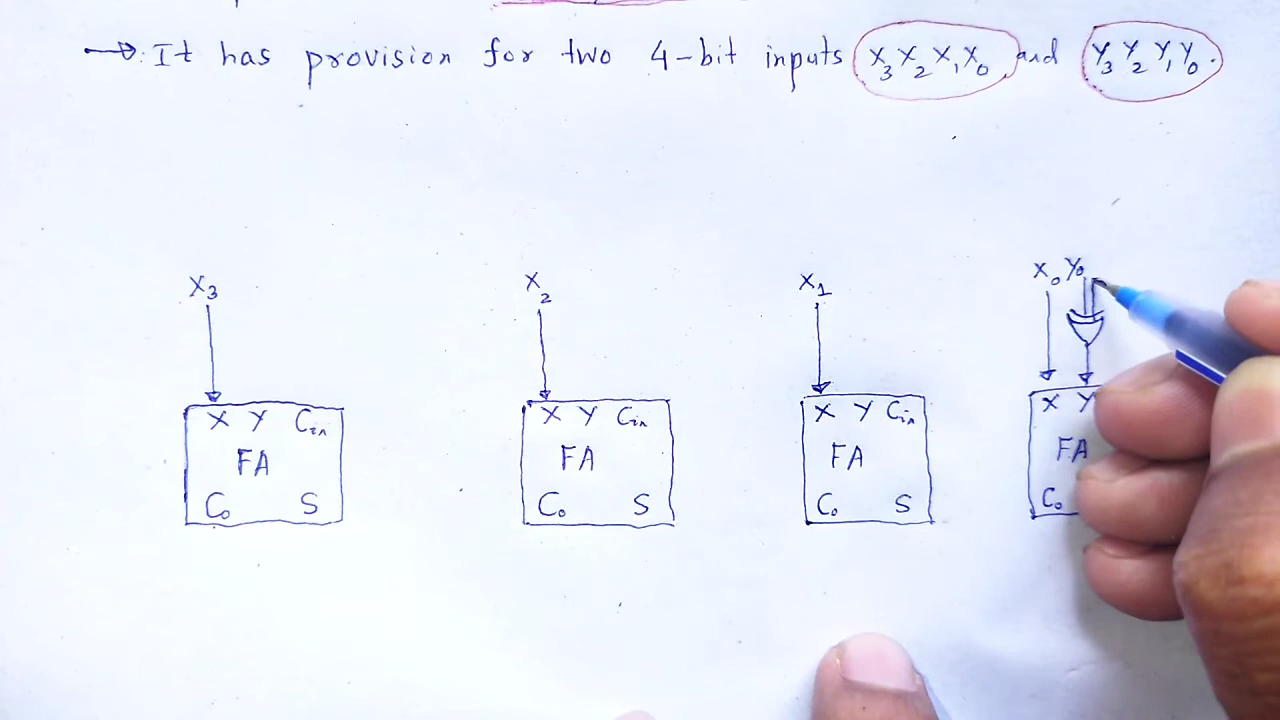 → It has provision for two 4-bit inputs X₃X₂X₁X₀ and Y₃Y₂Y₁Y₀.
X₃ X₂ X₁ X₀ Y₀
X Y Cᵢₙ X Y Cᵢₙ X Y Cᵢₙ X Y
FA FA FA FA
C₀ S C₀ S C₀ S C₀